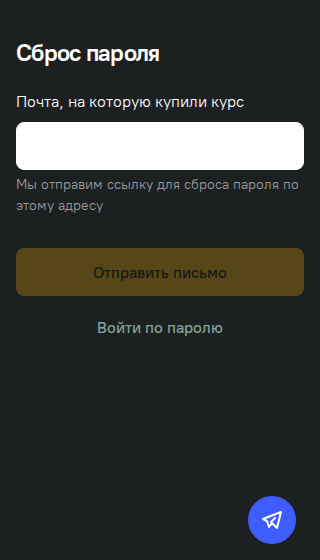 Сброс пароля
Почта, на которую купили курс
Мы отправим ссылку для сброса пароля по
этому адресу
Отправить письмо
Войти по паролю